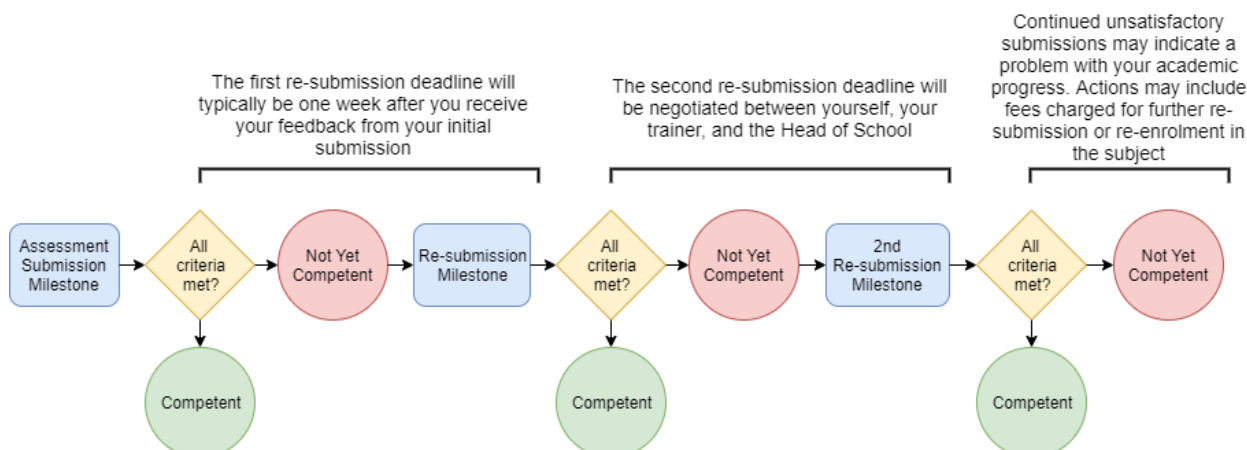 The first re-submission deadline will
typically be one week after you receive
your feedback from your initial
submission
The second re-submission deadline will
be negotiated between yourself, your
trainer, and the Head of School
Continued unsatisfactory
submissions may indicate a
problem with your academic
progress. Actions may include
fees charged for further re-
submission or re-enrolment in
the subject
Assessment
Submission
Milestone
All
criteria
met?
Not Yet
Competent
Re-submission
Milestone
All
criteria
met?
Not Yet
Competent
2nd
Re-submission
Milestone
All
criteria
met?
Not Yet
Competent
Competent
Competent
Competent